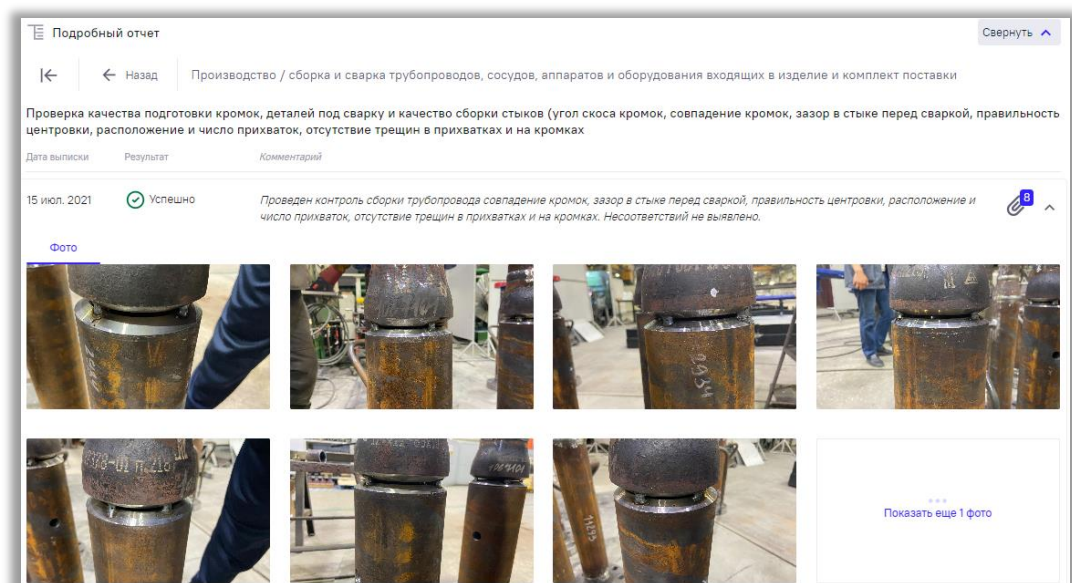 Подробный отчет
Свернуть
Назад
Производство / сборка и сварка трубопроводов, сосудов, аппаратов и оборудования входящих в изделие и комплект поставки
Проверка качества подготовки кромок, деталей под сварку и качество сборки стыков (угол скоса кромок, совпадение кромок, зазор в стыке перед сваркой, правильность
центровки, расположение и число прихваток, отсутствие трещин в прихватках и на кромках
Дата выписки
Результат
Комментарий
15 июл. 2021
Успешно
Проведен контроль сборки трубопровода совпадение кромок, зазор в стыке перед сваркой, правильность центровки, расположение и
число прихваток, отсутствие трещин в прихватках и на кромках. Несоответствий не выявлено.
8
Фото
2934
Показать еще 1 фото